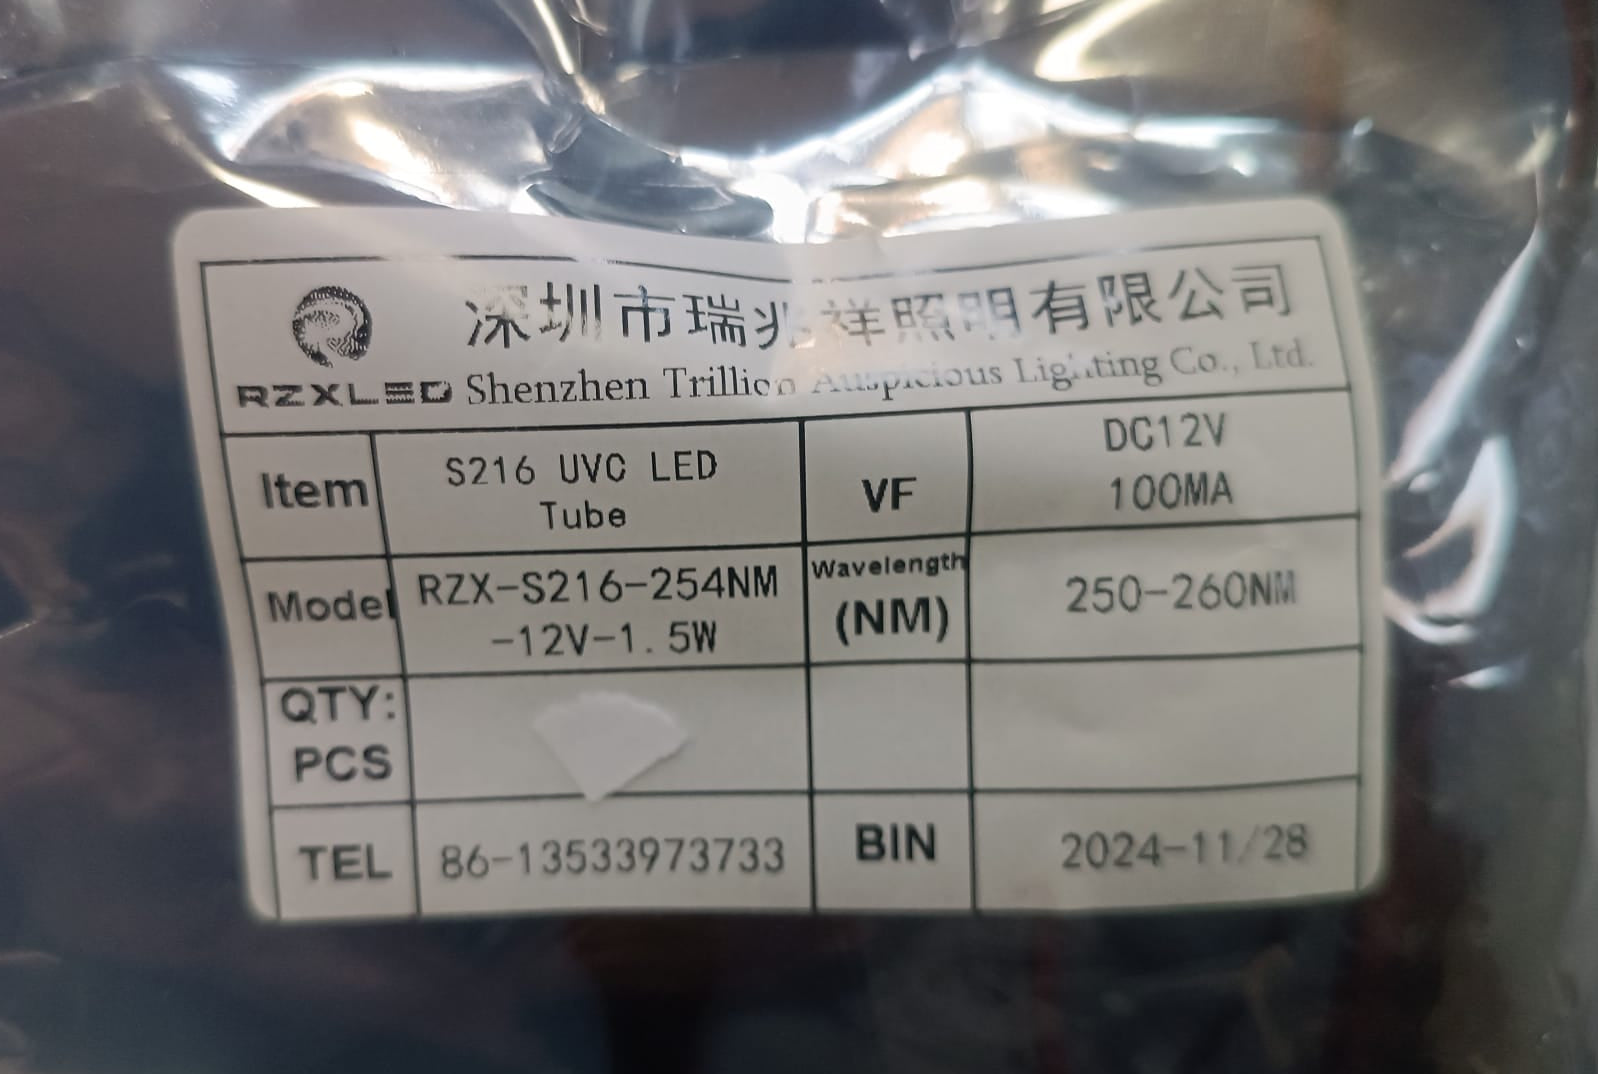 深圳市瑞兆祥照明有限公司
RZXLED Shenzhen Trillion Auspicious Lighting Co., Ltd.
Item
S216 UVC LED
Tube
VF
DC12V
100MA
Model
RZX-S216-254NM
-12V-1.5W
Wavelength
(NM)
250-260NM
QTY:
PCS
TEL
86-13533973733
BIN
2024-11/28